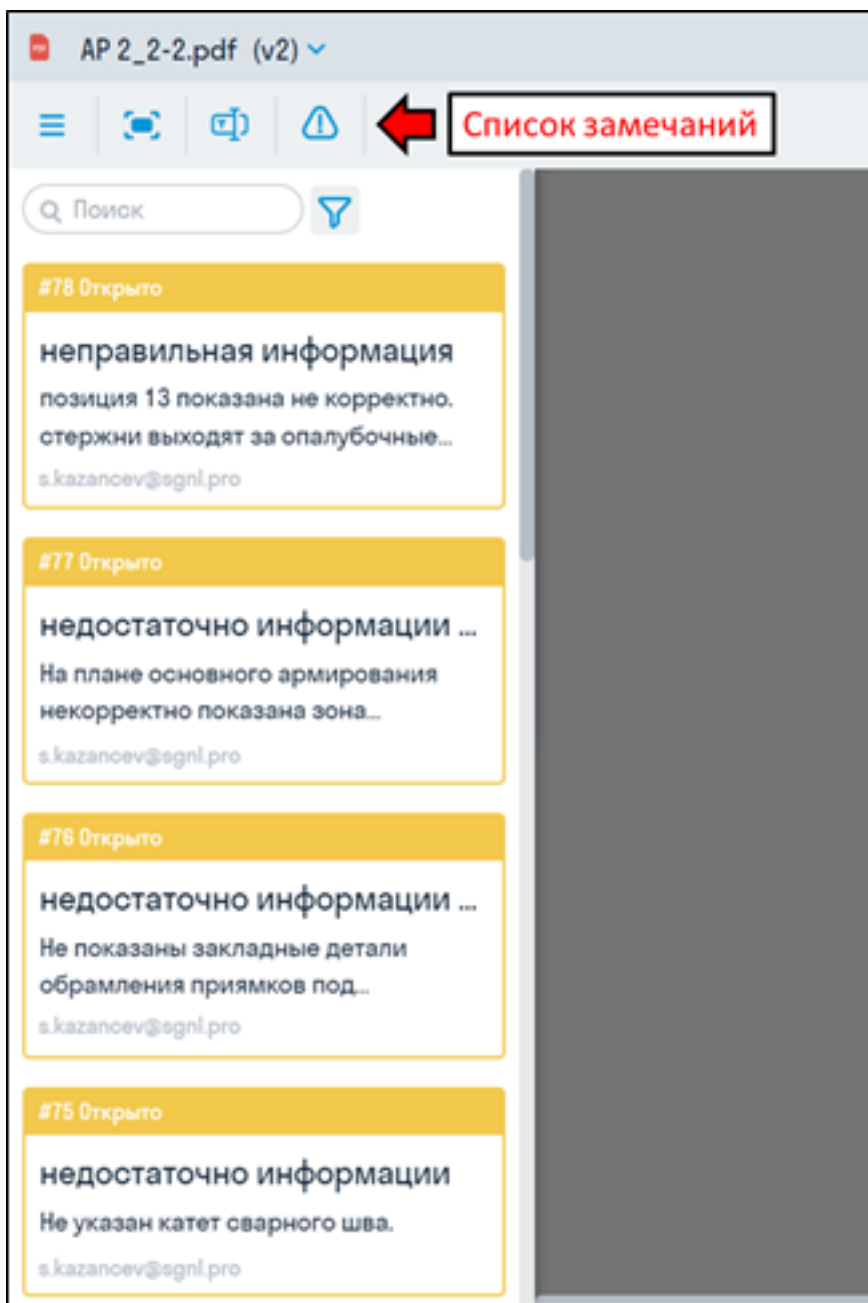 АР 2_2-2.pdf (v2)
Список замечаний
Поиск
#78 Открыто
неправильная информация
позиция 13 показана не корректно.
стержни выходят за опалубочные...
s.kazancev@sgnl.pro
#77 Открыто
недостаточно информации ...
На плане основного армирования
некорректно показана зона...
s.kazancev@sgnl.pro
#76 Открыто
недостаточно информации ...
Не показаны закладные детали
обрамления приямков под...
s.kazancev@sgnl.pro
#75 Открыто
недостаточно информации
Не указан катет сварного шва.
s.kazancev@sgnl.pro